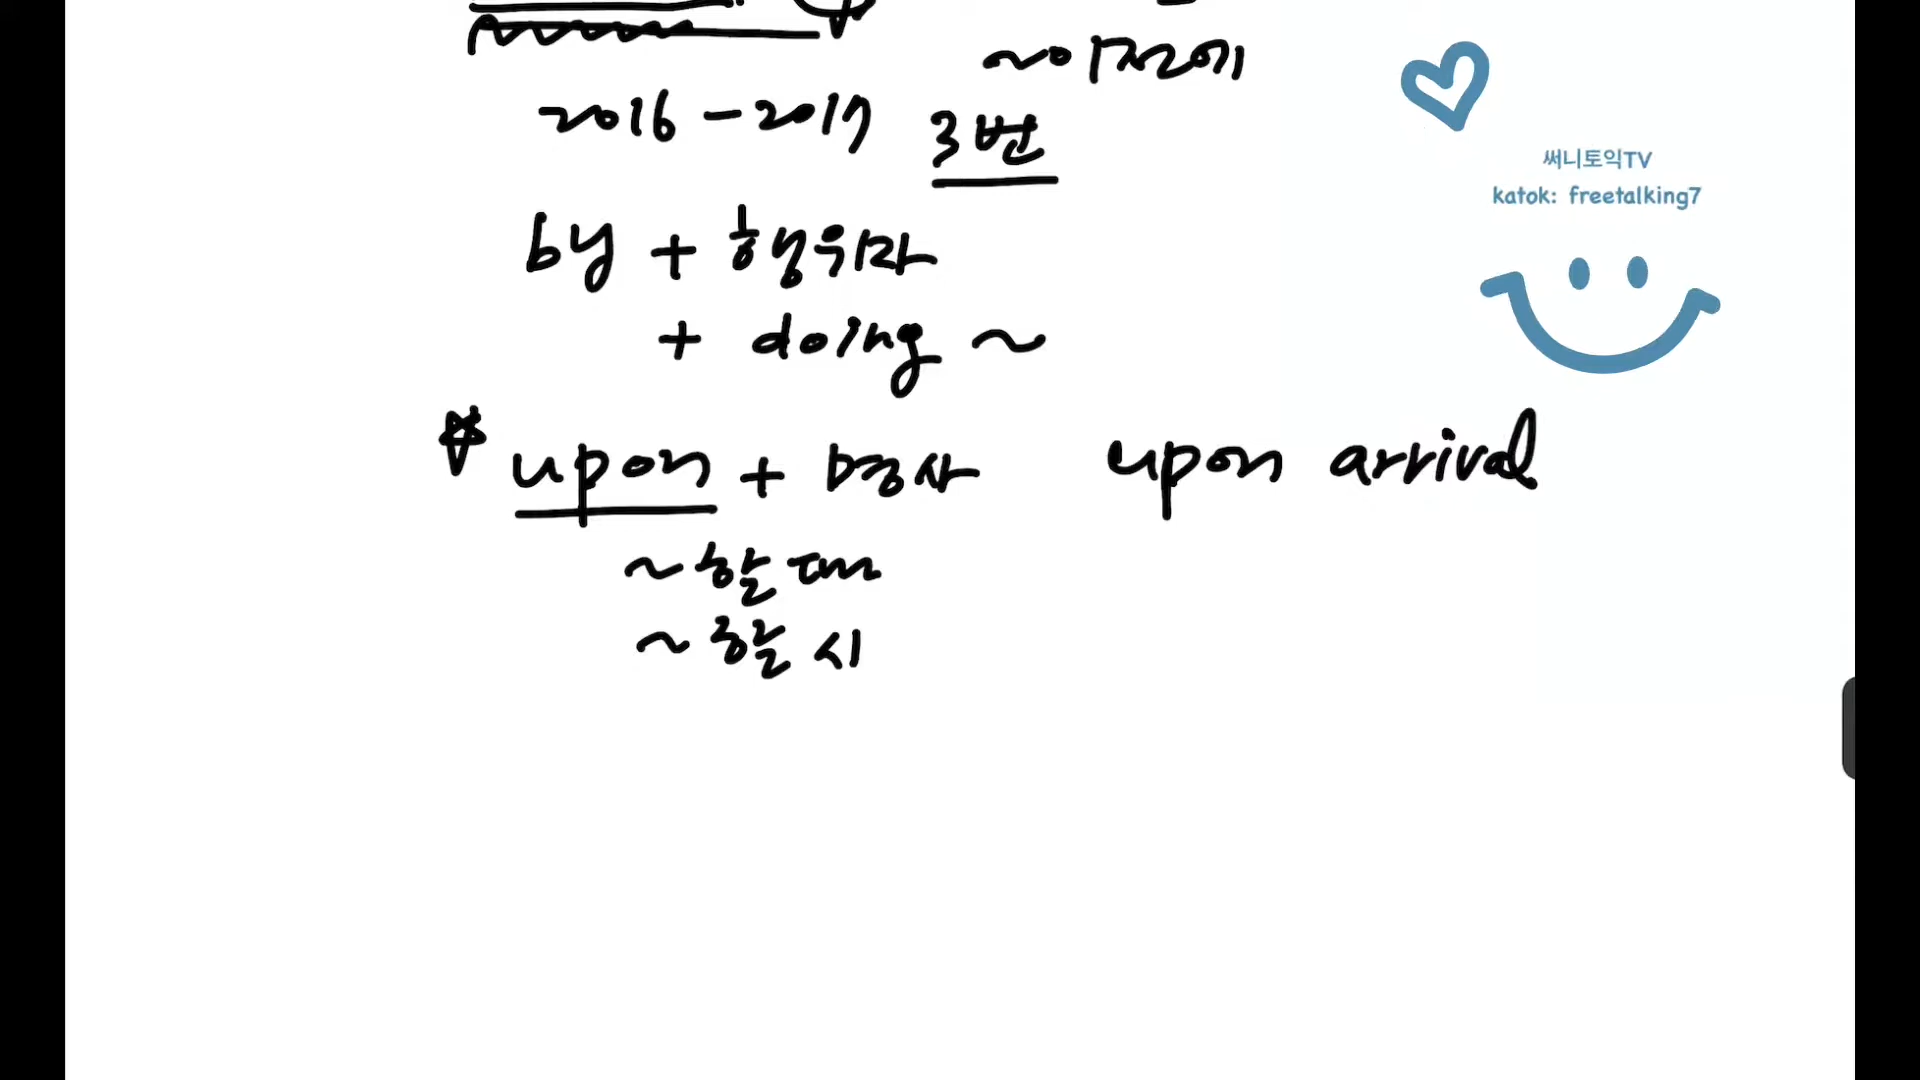 ~이전에
2016-2017 3번
by + 행위자
+ doing ~
☆ upon + 명사 upon arrival
~할 때
~할 시
써니토익TV
katok: freetalking7